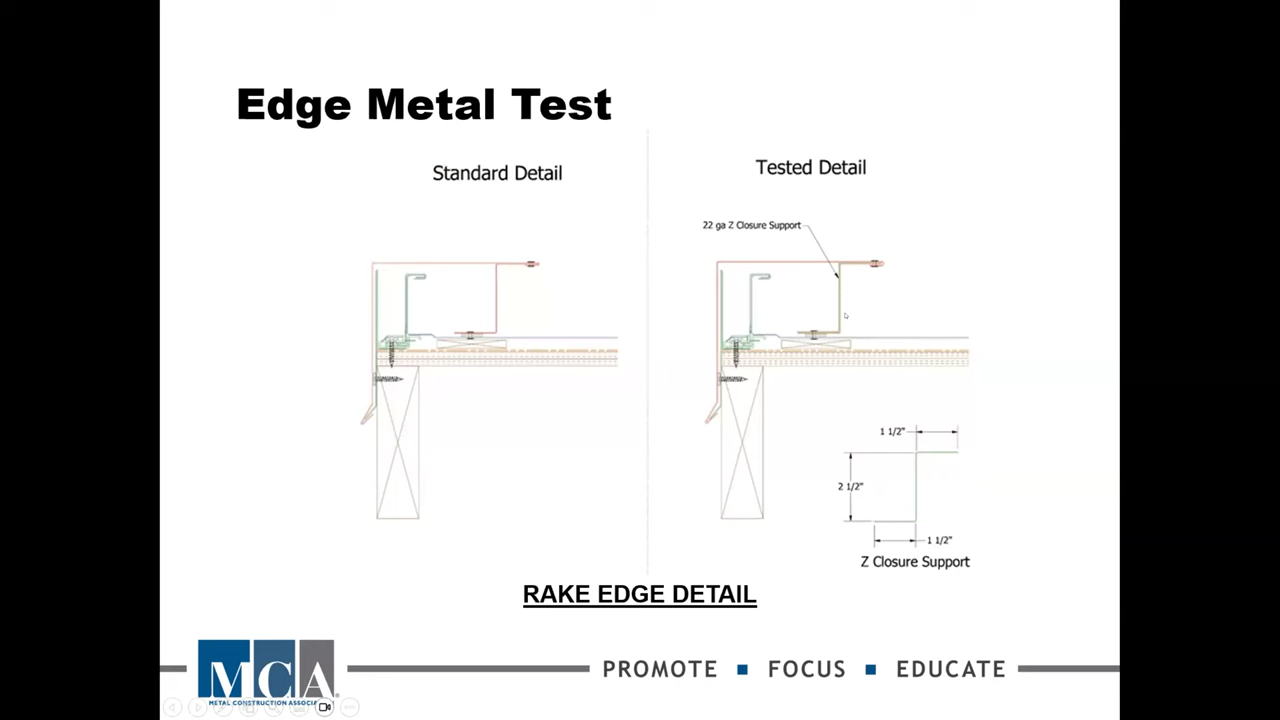 Edge Metal Test
Standard Detail
Tested Detail
22 ga Z Closure Support
1 1/2"
2 1/2"
1 1/2"
Z Closure Support
RAKE EDGE DETAIL
MCA
METAL CONSTRUCTION
PROMOTE ■ FOCUS ■ EDUCATE